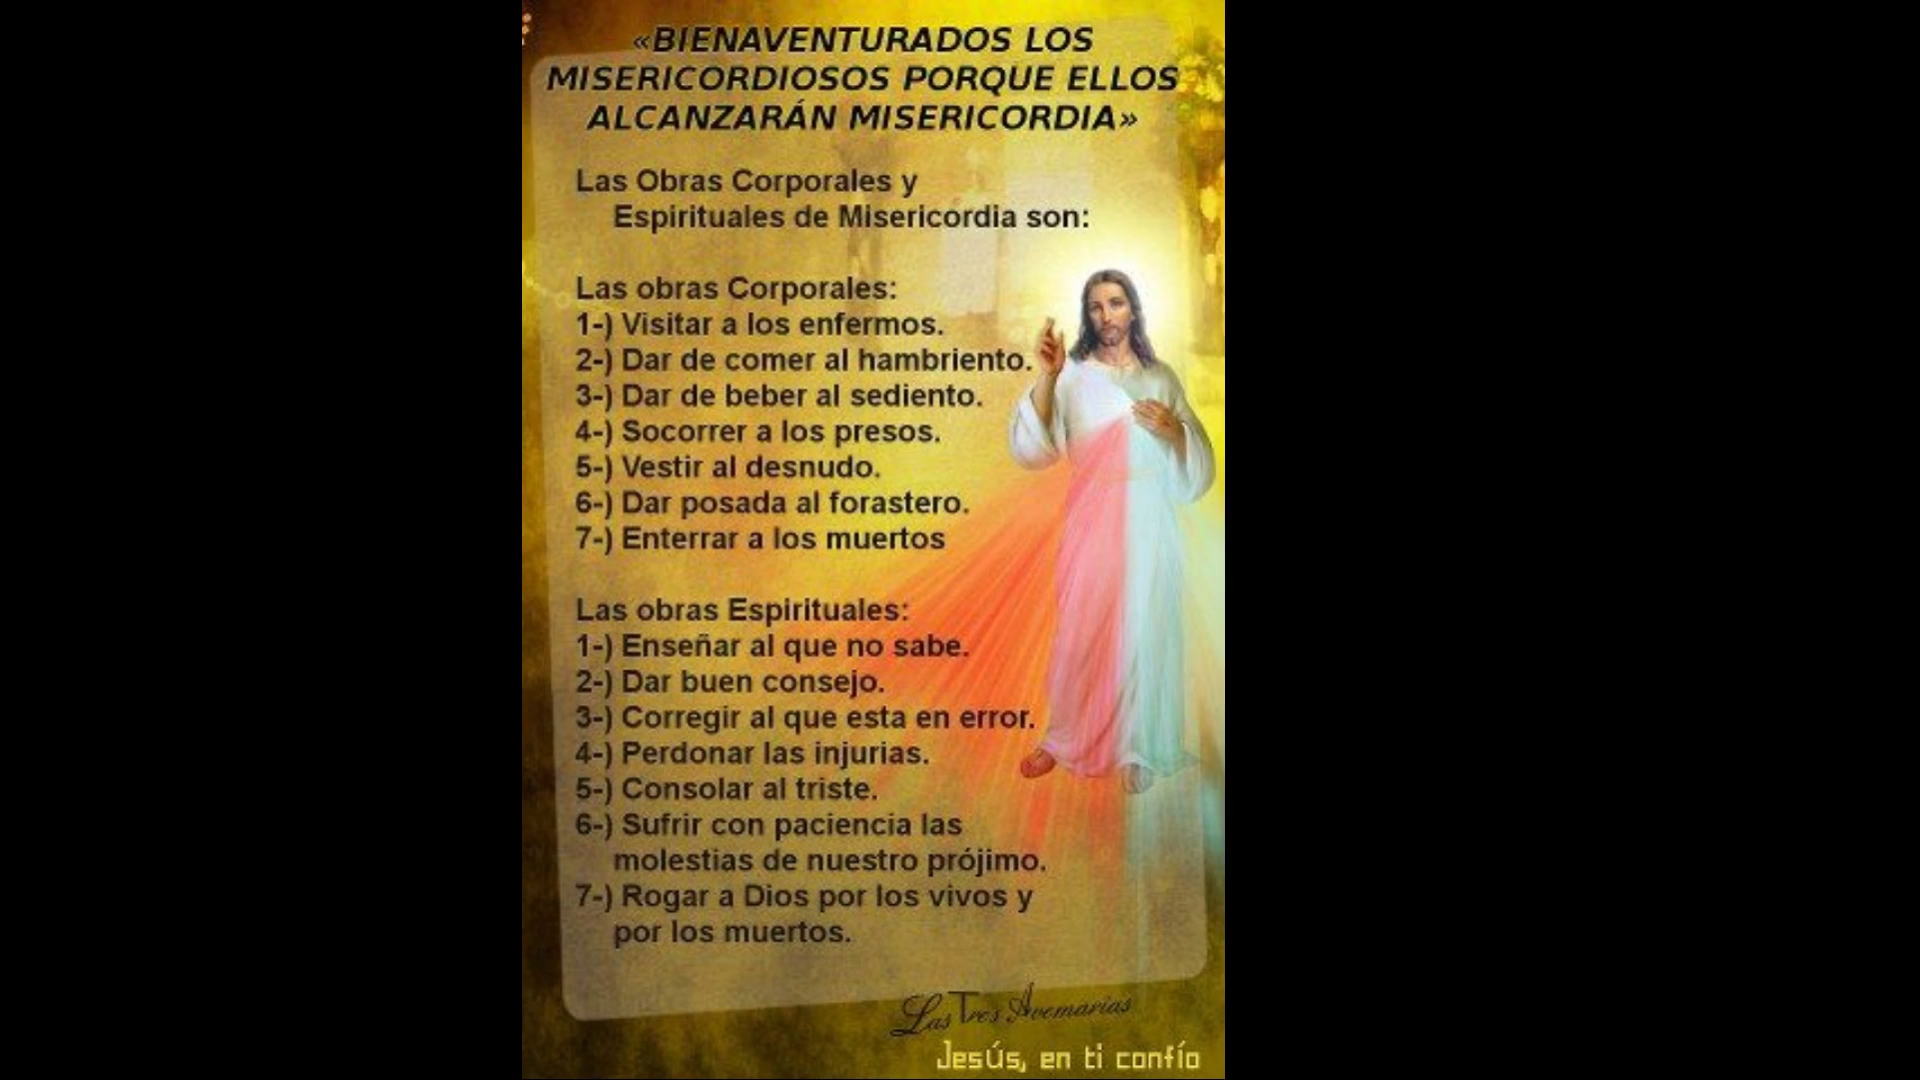 «BIENAVENTURADOS LOS
MISERICORDIOSOS PORQUE ELLOS
ALCANZARÁN MISERICORDIA»
Las Obras Corporales y
Espirituales de Misericordia son:
Las obras Corporales:
1-) Visitar a los enfermos.
2-) Dar de comer al hambriento.
3-) Dar de beber al sediento.
4-) Socorrer a los presos.
5-) Vestir al desnudo.
6-) Dar posada al forastero.
7-) Enterrar a los muertos
Las obras Espirituales:
1-) Enseñar al que no sabe.
2-) Dar buen consejo.
3-) Corregir al que esta en error.
4-) Perdonar las injurias.
5-) Consolar al triste.
6-) Sufrir con paciencia las
molestias de nuestro prójimo.
7-) Rogar a Dios por los vivos y
por los muertos.
Las Tres Avemarías
Jesús, en ti confío